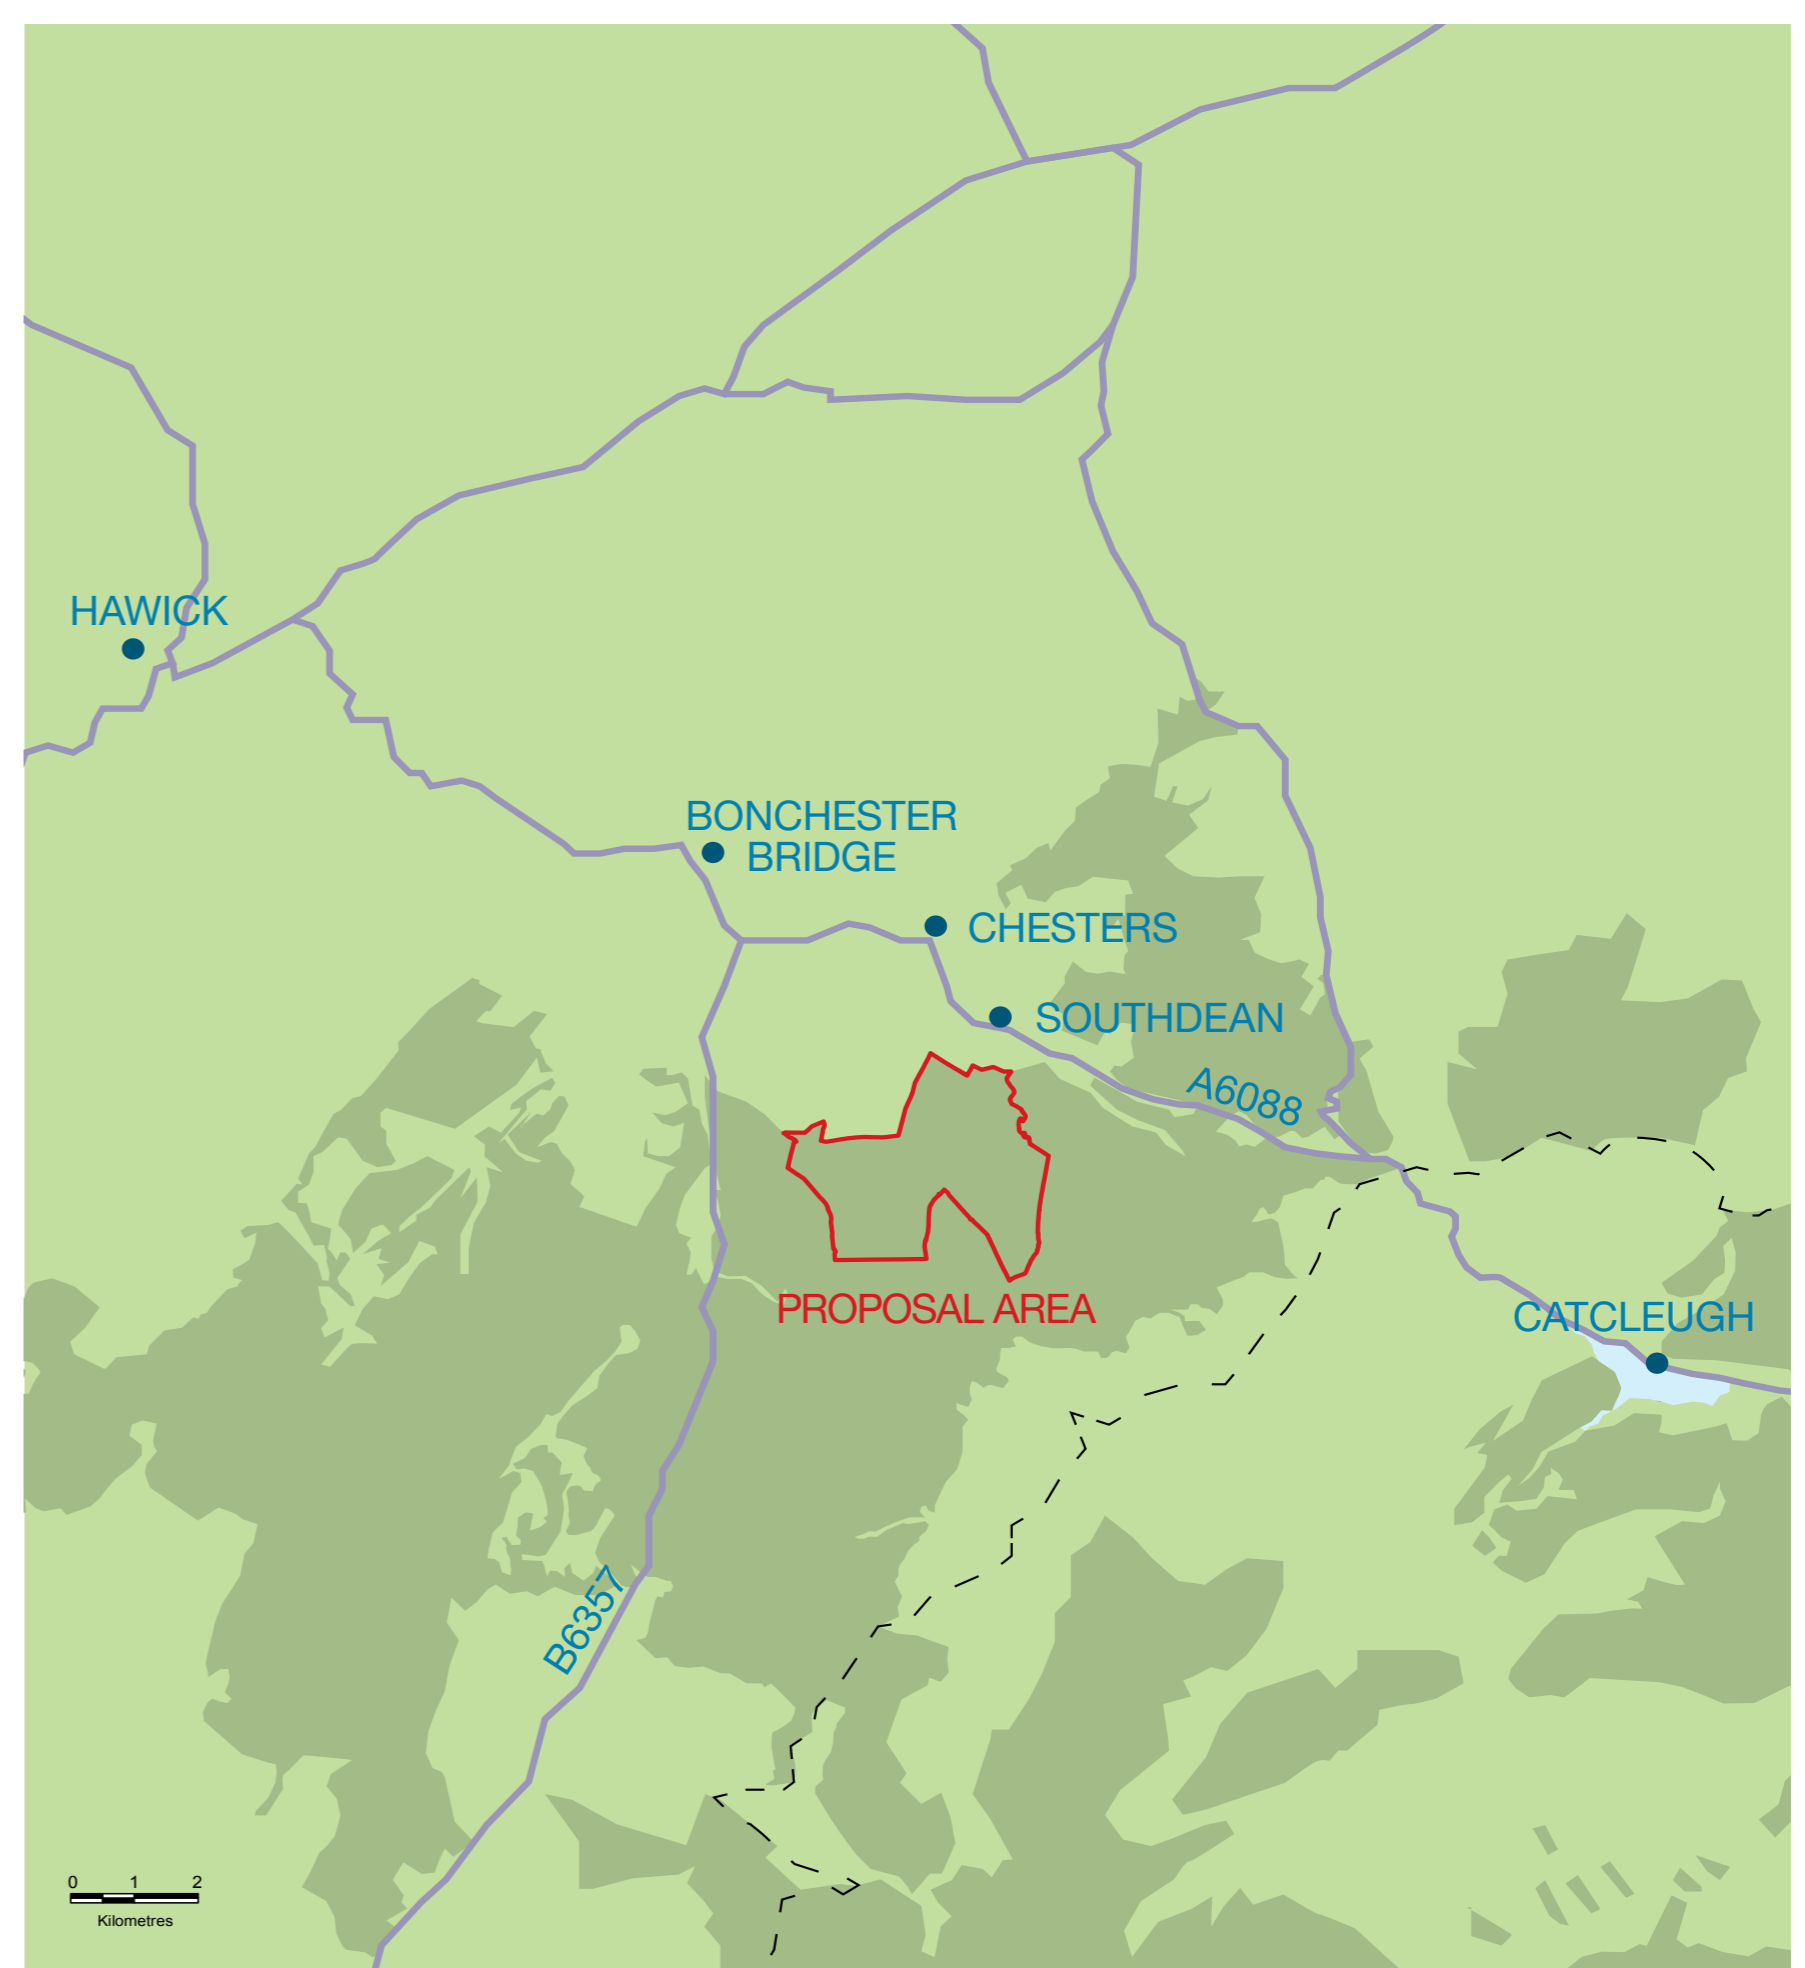 HAWICK
BONCHESTER
BRIDGE
CHESTERS
SOUTHDEAN
A6088
PROPOSAL AREA
CATCLEUGH
B6357
0 1 2
Kilometres